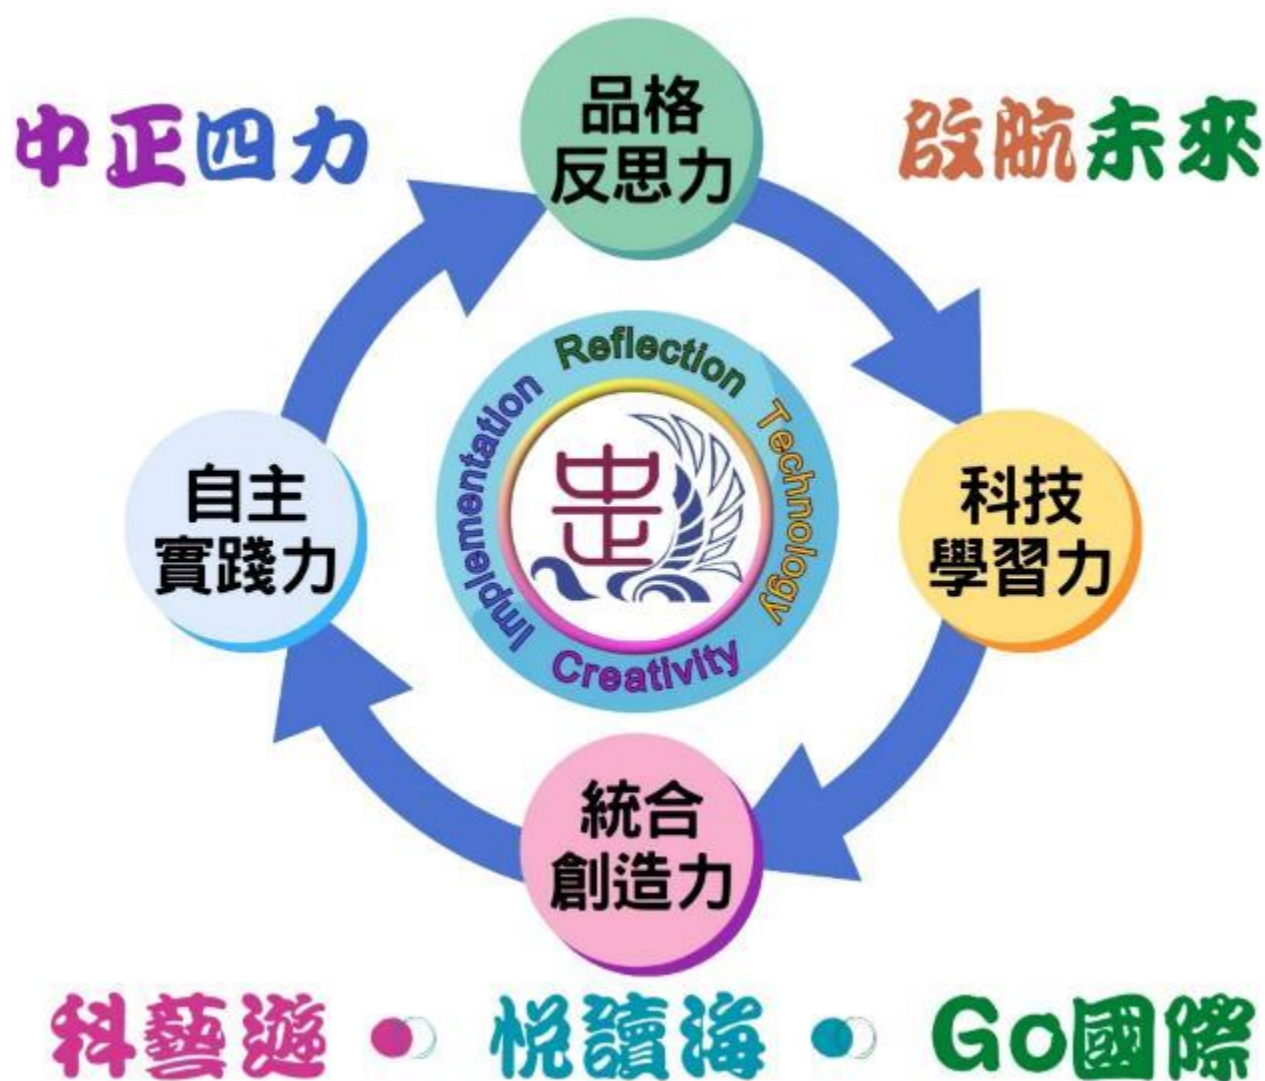 中正四力
啟航未來
品格
反思力
科技
學習力
統合
創造力
自主
實踐力
Reflection
Technology
Creativity
Implementation
中正
科藝遊
悅讀海
Go國際